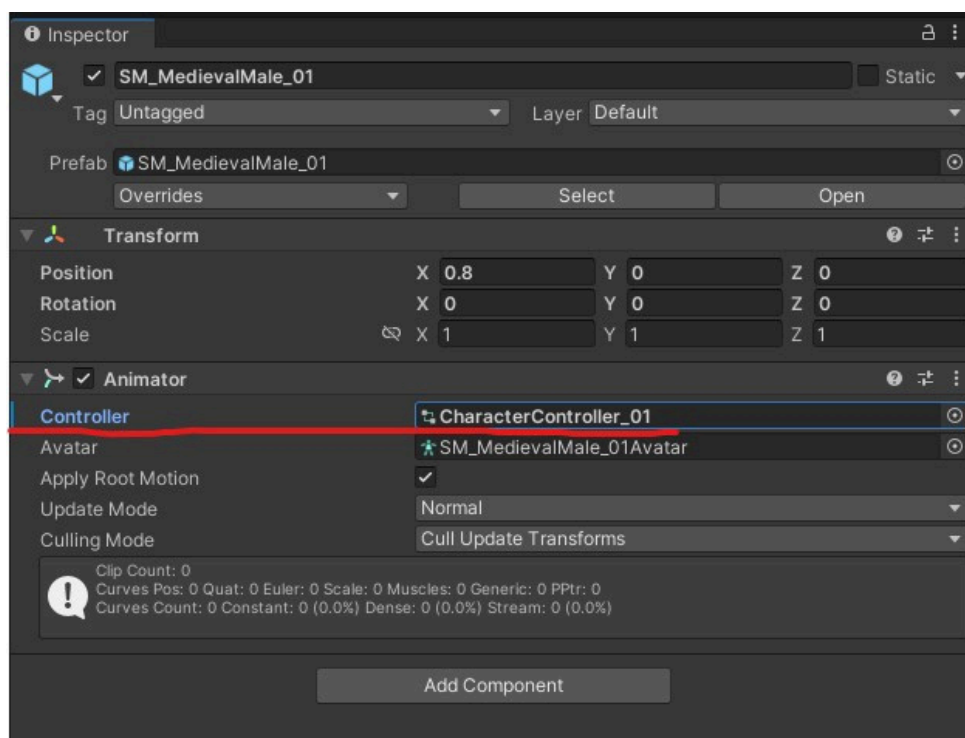 Inspector
SM_MedievalMale_01 Static
Tag Untagged Layer Default
Prefab SM_MedievalMale_01
Overrides Select Open
Transform
Position X 0.8 Y 0 Z 0
Rotation X 0 Y 0 Z 0
Scale X 1 Y 1 Z 1
Animator
Controller CharacterController_01
Avatar SM_MedievalMale_01Avatar
Apply Root Motion
Update Mode Normal
Culling Mode Cull Update Transforms
Clip Count: 0
Curves Pos: 0 Quat: 0 Euler: 0 Scale: 0 Muscles: 0 Generic: 0 PPtr: 0
Curves Count: 0 Constant: 0 (0.0%) Dense: 0 (0.0%) Stream: 0 (0.0%)
Add Component